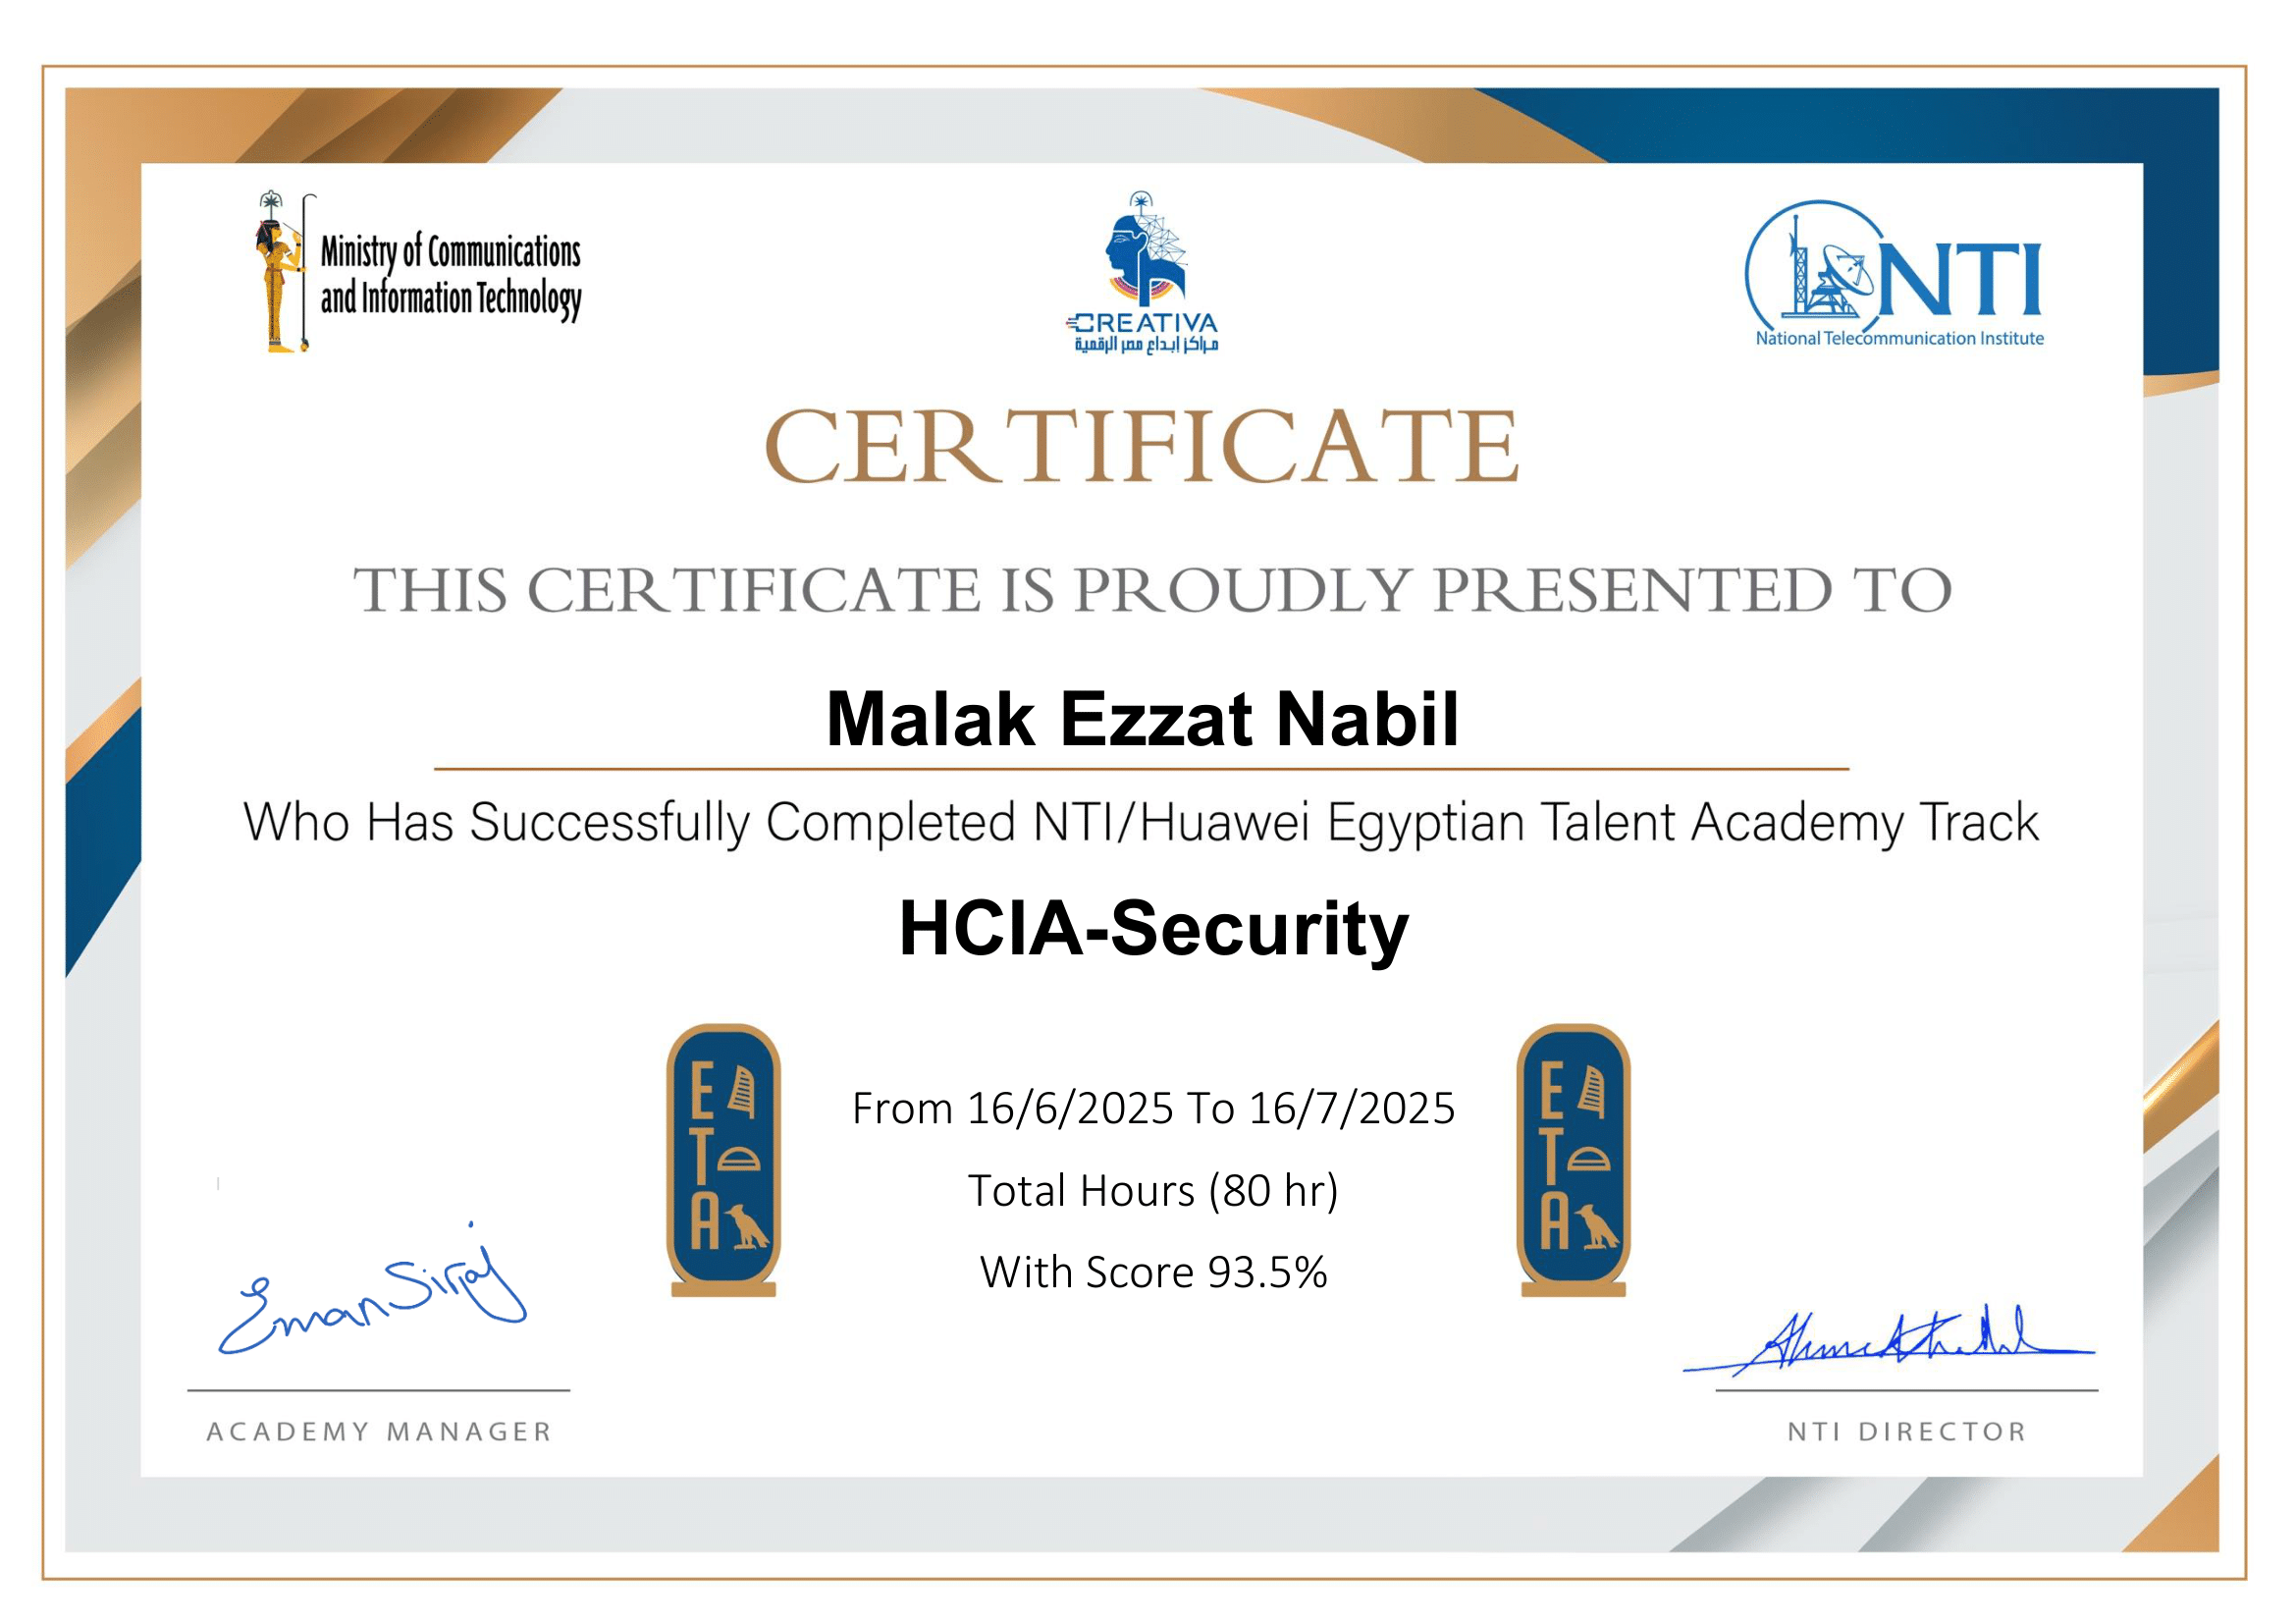 Ministry of Communications
and Information Technology
CREATIVA
مراكز إبداع مصر الرقمية
NTI
National Telecommunication Institute
CERTIFICATE
THIS CERTIFICATE IS PROUDLY PRESENTED TO
Malak Ezzat Nabil
Who Has Successfully Completed NTI/Huawei Egyptian Talent Academy Track
HCIA-Security
ETA
ETA
From 16/6/2025 To 16/7/2025
Total Hours (80 hr)
With Score 93.5%
Eman Siraj
ACADEMY MANAGER
NTI DIRECTOR